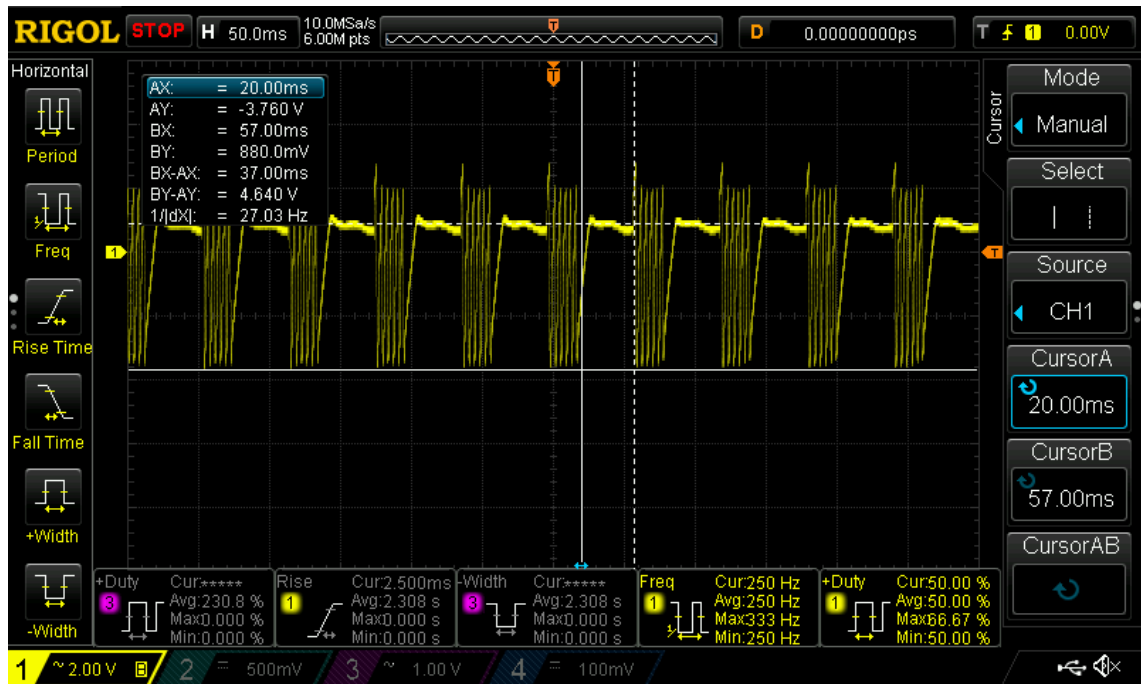 RIGOL STOP H 50.0ms 10.0MSa/s 6.00M pts T D 0.00000000ps T 1 0.00V
Horizontal
Period
Freq
Rise Time
Fall Time
+Width
-Width
T
AX: = 20.00ms
AY: = -3.760 V
BX: = 57.00ms
BY: = 880.0mV
BX-AX: = 37.00ms
BY-AY: = 4.640 V
1/|dX|: = 27.03 Hz
1
T
Cursor
Mode
Manual
Select
Source
CH1
CursorA
20.00ms
CursorB
57.00ms
CursorAB
+Duty Cur:*****
3 Avg:230.8 %
Max:0.000 %
Min:0.000 %
Rise Cur:2.500ms
1 Avg:2.308 s
Max:0.000 s
Min:0.000 s
-Width Cur:*****
3 Avg:2.308 s
Max:0.000 s
Min:0.000 s
Freq Cur:250 Hz
1 Avg:250 Hz
Max:333 Hz
Min:250 Hz
+Duty Cur:50.00 %
1 Avg:50.00 %
Max:66.67 %
Min:50.00 %
1 ~ 2.00 V B 2 = 500mV 3 ~ 1.00 V 4 = 100mV